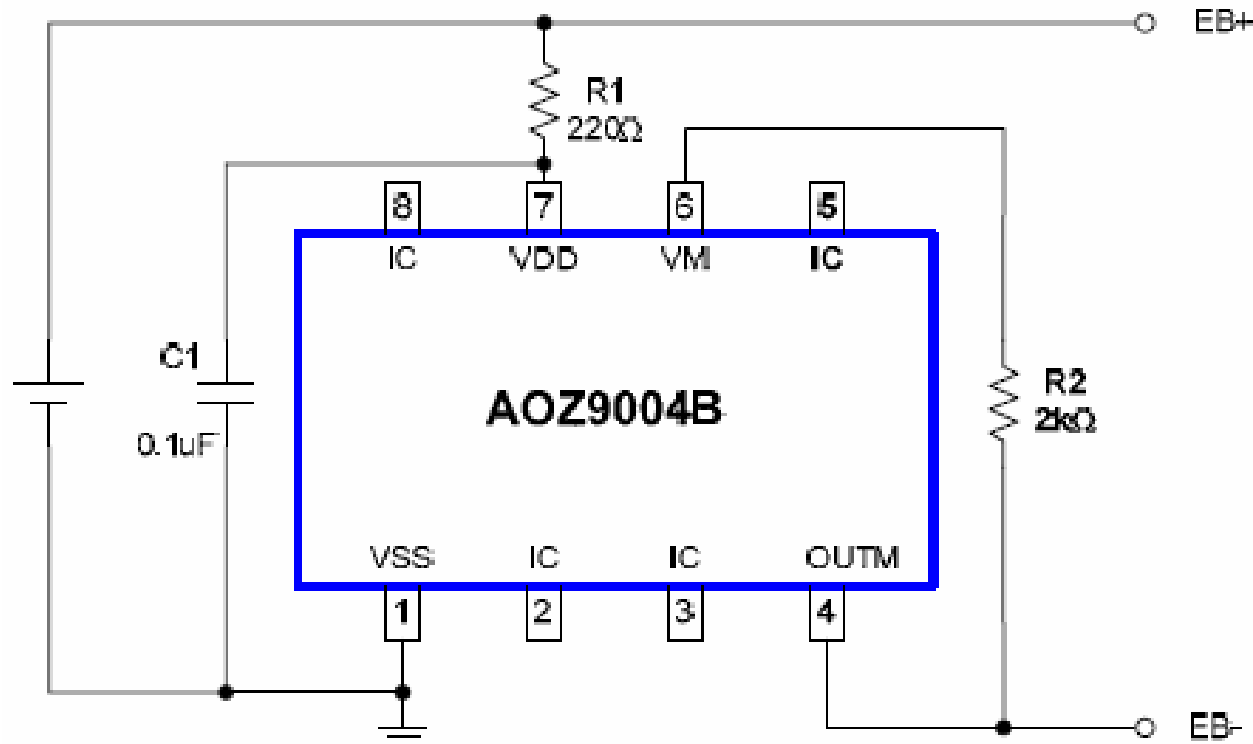 EB+
R1
220Ω
8
7
6
5
IC
VDD
VMI
IC
C1
0.1uF
AOZ9004B
R2
2kΩ
VSS
IC
IC
OUTM
1
2
3
4
EB-